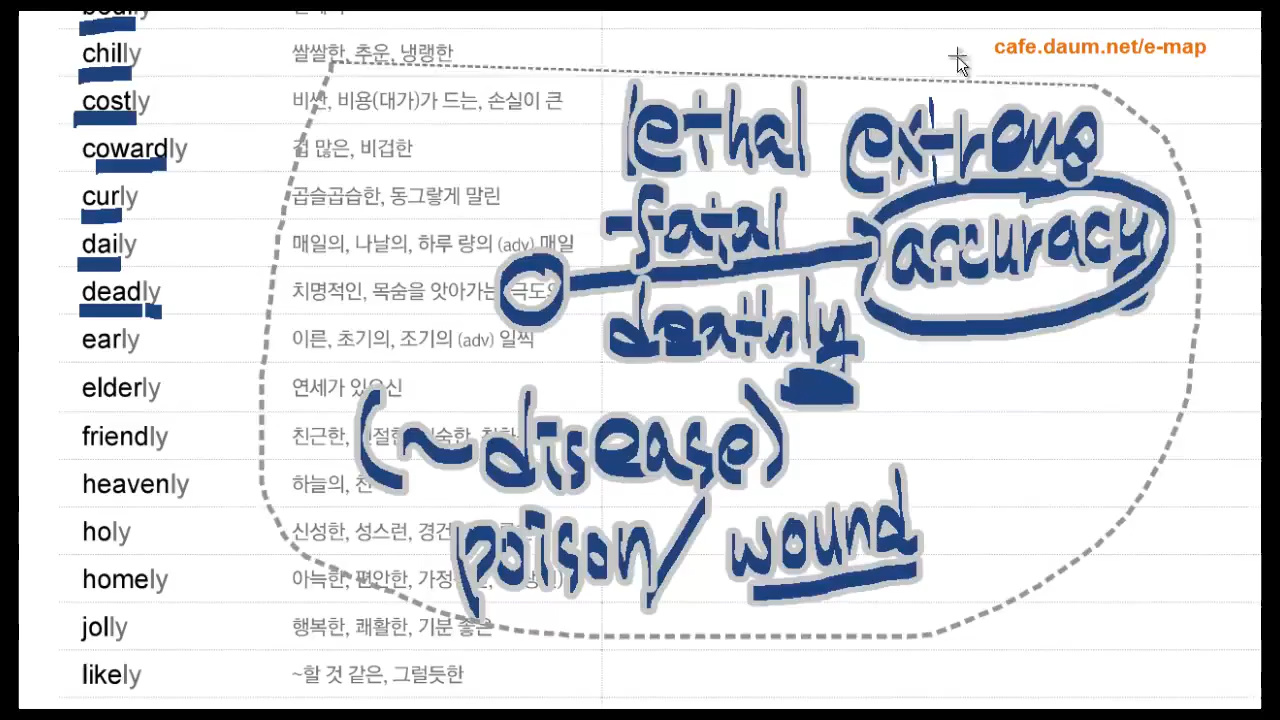 cafe.daum.net/e-map
chilly 쌀쌀한, 추운, 냉랭한
costly 비싼, 비용(대가)가 드는, 손실이 큰
cowardly 겁 많은, 비겁한
curly 곱슬곱슬한, 동그랗게 말린
daily 매일의, 나날의, 하루 량의 (adv) 매일
deadly 치명적인, 목숨을 앗아가는, 극도의
early 이른, 초기의, 조기의 (adv) 일찍
elderly 연세가 있으신
friendly 친근한,
heavenly 하늘의,
holy 신성한, 성스런,
homely 아늑한, 편안한,
jolly 행복한, 쾌활한, 기분 좋은
likely ~할 것 같은, 그럴듯한
lethal
fatal accuracy
deathly
(~disease)
poison/ wound